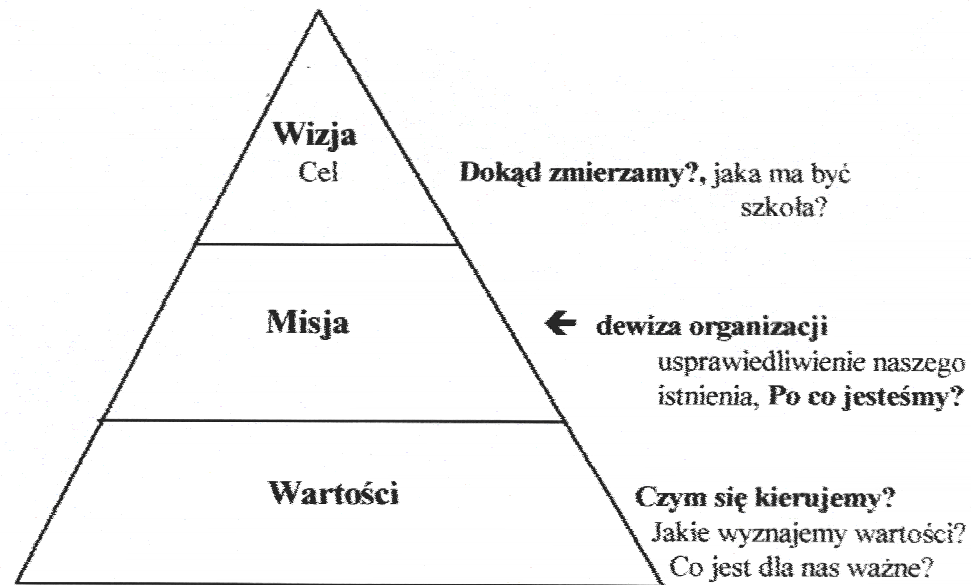 Wizja
Cel
Dokąd zmierzamy?, jaka ma być
szkoła?
Misja
← dewiza organizacji
usprawiedliwienie naszego
istnienia, Po co jesteśmy?
Wartości
Czym się kierujemy?
Jakie wyznajemy wartości?
Co jest dla nas ważne?